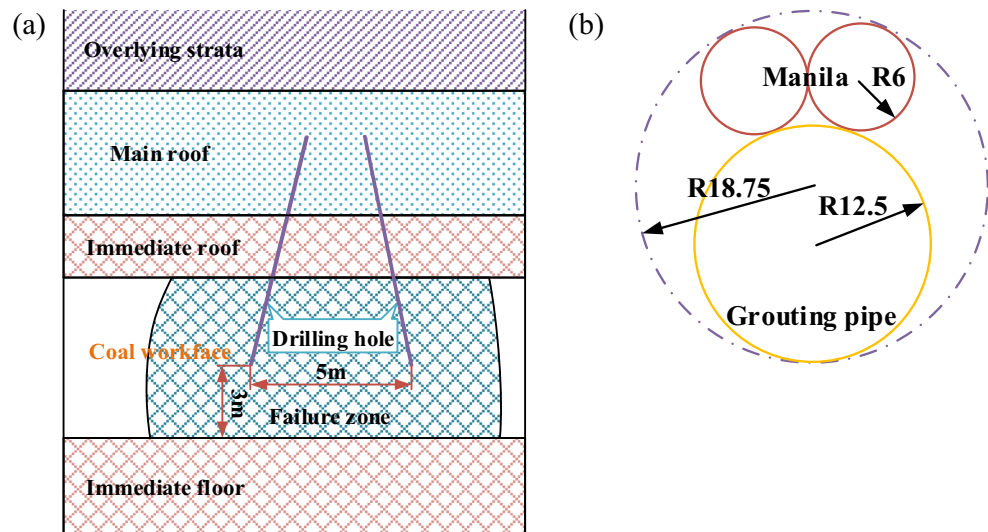 (a)
Overlying strata
Main roof
Immediate roof
Drilling hole
Coal workface
5m
3m
Failure zone
Immediate floor
(b)
Manila
R6
R18.75
R12.5
Grouting pipe